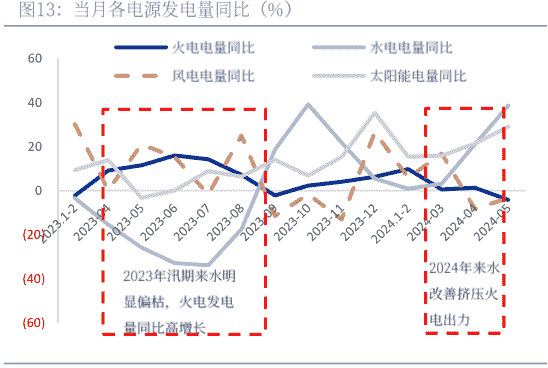 图13：当月各电源发电量同比（%）
火电电量同比 水电电量同比
风电电量同比 太阳能电量同比
60
40
20
0
(20)
(40)
(60)
2023.1-2 2023-03 2023-04 2023-05 2023-06 2023-07 2023-08 2023-09 2023-10 2023-11 2023-12 2024.1-2 2024-03 2024-04 2024-05
2023年汛期来水明
显偏枯，火电发电
量同比高增长
2024年来水
改善挤压火
电出力